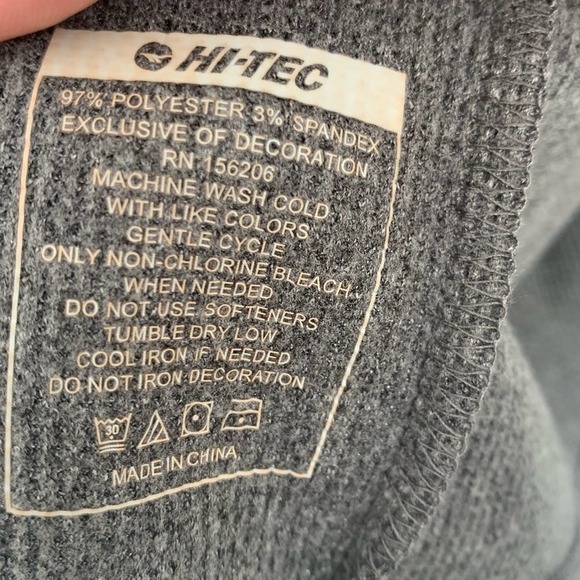 HI-TEC
97% POLYESTER 3% SPANDEX
EXCLUSIVE OF DECORATION
RN 156206
MACHINE WASH COLD
WITH LIKE COLORS
GENTLE CYCLE
ONLY NON-CHLORINE BLEACH
WHEN NEEDED
DO NOT USE SOFTENERS
TUMBLE DRY LOW
COOL IRON IF NEEDED
DO NOT IRON DECORATION
30
MADE IN CHINA